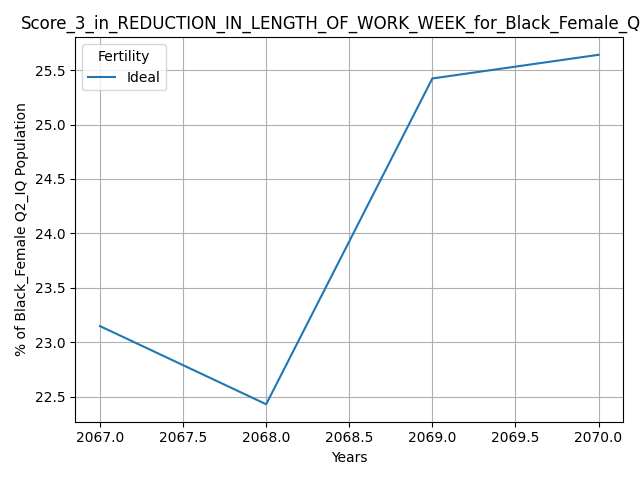 Score_3_in_REDUCTION_IN_LENGTH_OF_WORK_WEEK_for_Black_Female_Q
Fertility
Ideal
% of Black_Female Q2_IQ Population
25.5
25.0
24.5
24.0
23.5
23.0
22.5
2067.0 2067.5 2068.0 2068.5 2069.0 2069.5 2070.0
Years